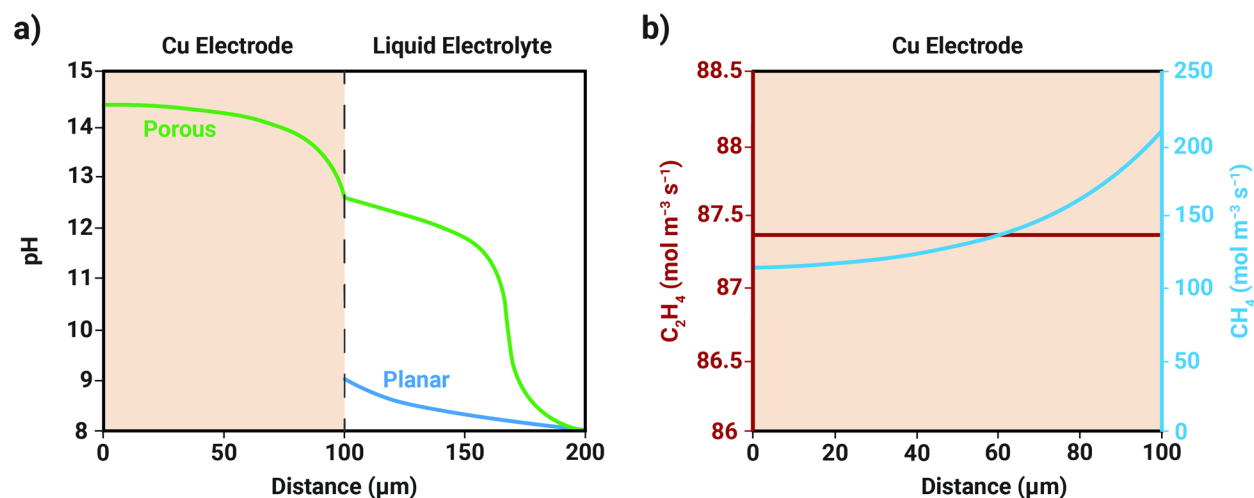 a)
Cu Electrode
Liquid Electrolyte
15
14
13
12
11
10
9
8
pH
Porous
Planar
0
50
100
150
200
Distance (µm)
b)
Cu Electrode
88.5
88
87.5
87
86.5
86
C₂H₄ (mol m⁻³ s⁻¹)
250
200
150
100
50
0
CH₄ (mol m⁻³ s⁻¹)
0
20
40
60
80
100
Distance (µm)